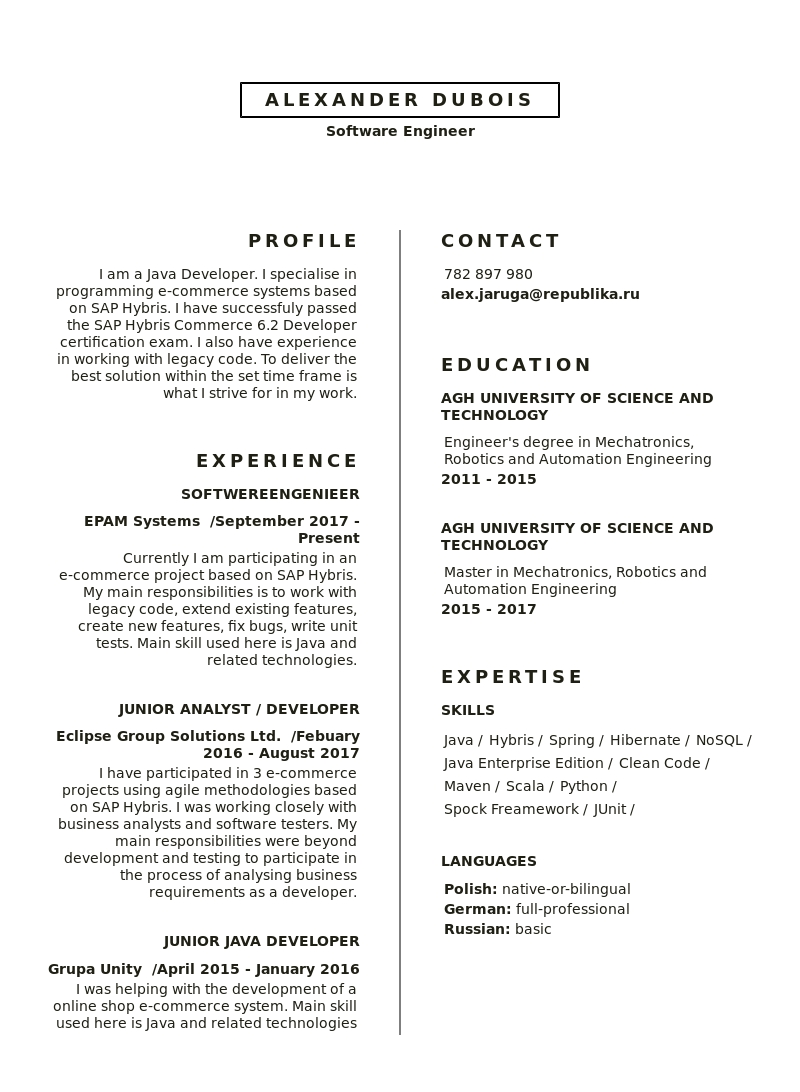 ALEXANDER DUBOIS
Software Engineer
PROFILE
I am a Java Developer. I specialise in
programming e-commerce systems based
on SAP Hybris. I have successfuly passed
the SAP Hybris Commerce 6.2 Developer
certification exam. I also have experience
in working with legacy code. To deliver the
best solution within the set time frame is
what I strive for in my work.
EXPERIENCE
SOFTWEREENGENIEER
EPAM Systems  /September 2017 -
Present
Currently I am participating in an
e-commerce project based on SAP Hybris.
My main responsibilities is to work with
legacy code, extend existing features,
create new features, fix bugs, write unit
tests. Main skill used here is Java and
related technologies.
JUNIOR ANALYST / DEVELOPER
Eclipse Group Solutions Ltd.  /Febuary
2016 - August 2017
I have participated in 3 e-commerce
projects using agile methodologies based
on SAP Hybris. I was working closely with
business analysts and software testers. My
main responsibilities were beyond
development and testing to participate in
the process of analysing business
requirements as a developer.
JUNIOR JAVA DEVELOPER
Grupa Unity  /April 2015 - January 2016
I was helping with the development of a
online shop e-commerce system. Main skill
used here is Java and related technologies
CONTACT
782 897 980
alex.jaruga@republika.ru
EDUCATION
AGH UNIVERSITY OF SCIENCE AND
TECHNOLOGY
Engineer's degree in Mechatronics,
Robotics and Automation Engineering
2011 - 2015
AGH UNIVERSITY OF SCIENCE AND
TECHNOLOGY
Master in Mechatronics, Robotics and
Automation Engineering
2015 - 2017
EXPERTISE
SKILLS
Java / Hybris / Spring / Hibernate / NoSQL /
Java Enterprise Edition / Clean Code /
Maven / Scala / Python /
Spock Freamework / JUnit /
LANGUAGES
Polish: native-or-bilingual
German: full-professional
Russian: basic